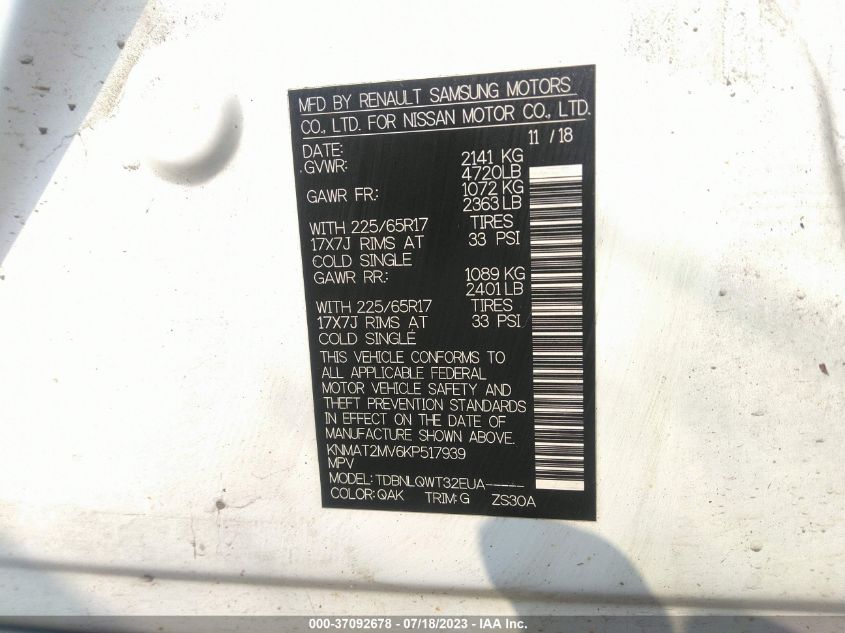 MFD BY RENAULT SAMSUNG MOTORS
CO., LTD. FOR NISSAN MOTOR CO., LTD.
DATE: 11 / 18
GVWR: 2141 KG
4720LB
GAWR FR.: 1072 KG
2363 LB
WITH 225/65R17 TIRES
17X7J RIMS AT 33 PSI
COLD SINGLE
GAWR RR.: 1089 KG
2401 LB
WITH 225/65R17 TIRES
17X7J RIMS AT 33 PSI
COLD SINGLE
THIS VEHICLE CONFORMS TO
ALL APPLICABLE FEDERAL
MOTOR VEHICLE SAFETY AND
THEFT PREVENTION STANDARDS
IN EFFECT ON THE DATE OF
MANUFACTURE SHOWN ABOVE.
KNMAT2MV6KP517939
MPV
MODEL: TDBNLQWT32EUA-----
COLOR: QAK TRIM: G ZS30A
000-37092678 - 07/18/2023 - IAA Inc.